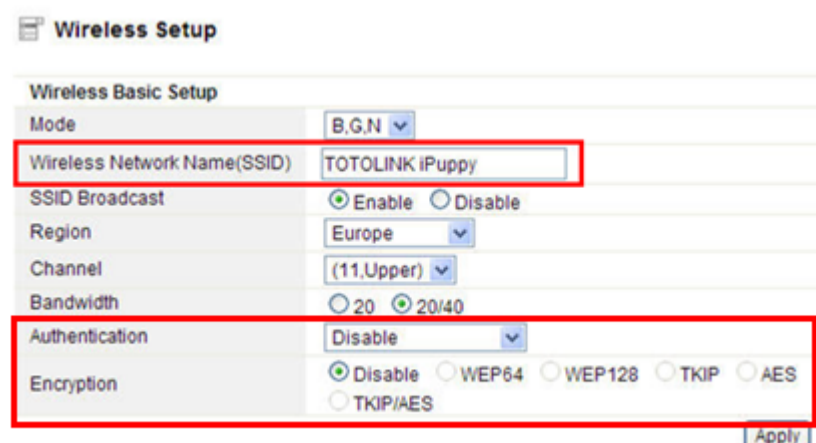 Wireless Setup
Wireless Basic Setup
Mode B,G,N
Wireless Network Name(SSID) TOTOLINK iPuppy
SSID Broadcast Enable Disable
Region Europe
Channel (11,Upper)
Bandwidth 20 20/40
Authentication Disable
Encryption Disable WEP64 WEP128 TKIP AES
TKIP/AES
Apply